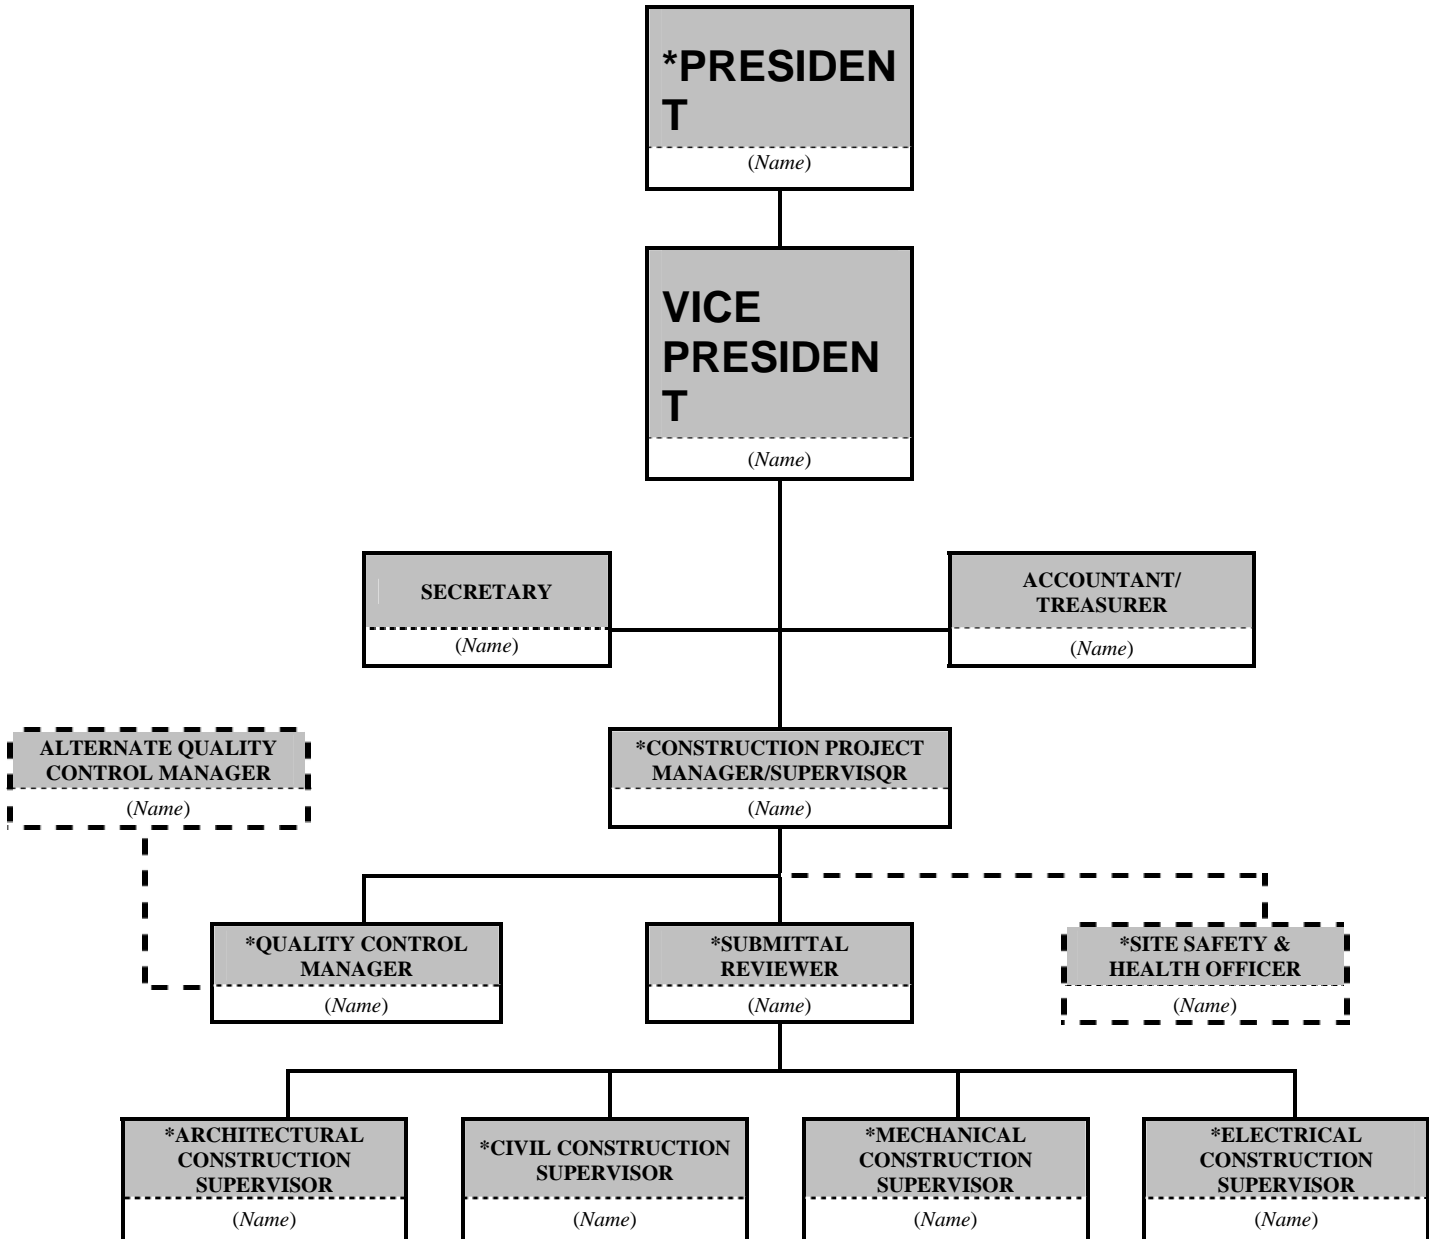 *PRESIDEN
T
(Name)
VICE
PRESIDEN
T
(Name)
SECRETARY
(Name)
ACCOUNTANT/
TREASURER
(Name)
ALTERNATE QUALITY
CONTROL MANAGER
(Name)
*CONSTRUCTION PROJECT
MANAGER/SUPERVISQR
(Name)
*QUALITY CONTROL
MANAGER
(Name)
*SUBMITTAL
REVIEWER
(Name)
*SITE SAFETY &
HEALTH OFFICER
(Name)
*ARCHITECTURAL
CONSTRUCTION
SUPERVISOR
(Name)
*CIVIL CONSTRUCTION
SUPERVISOR
(Name)
*MECHANICAL
CONSTRUCTION
SUPERVISOR
(Name)
*ELECTRICAL
CONSTRUCTION
SUPERVISOR
(Name)